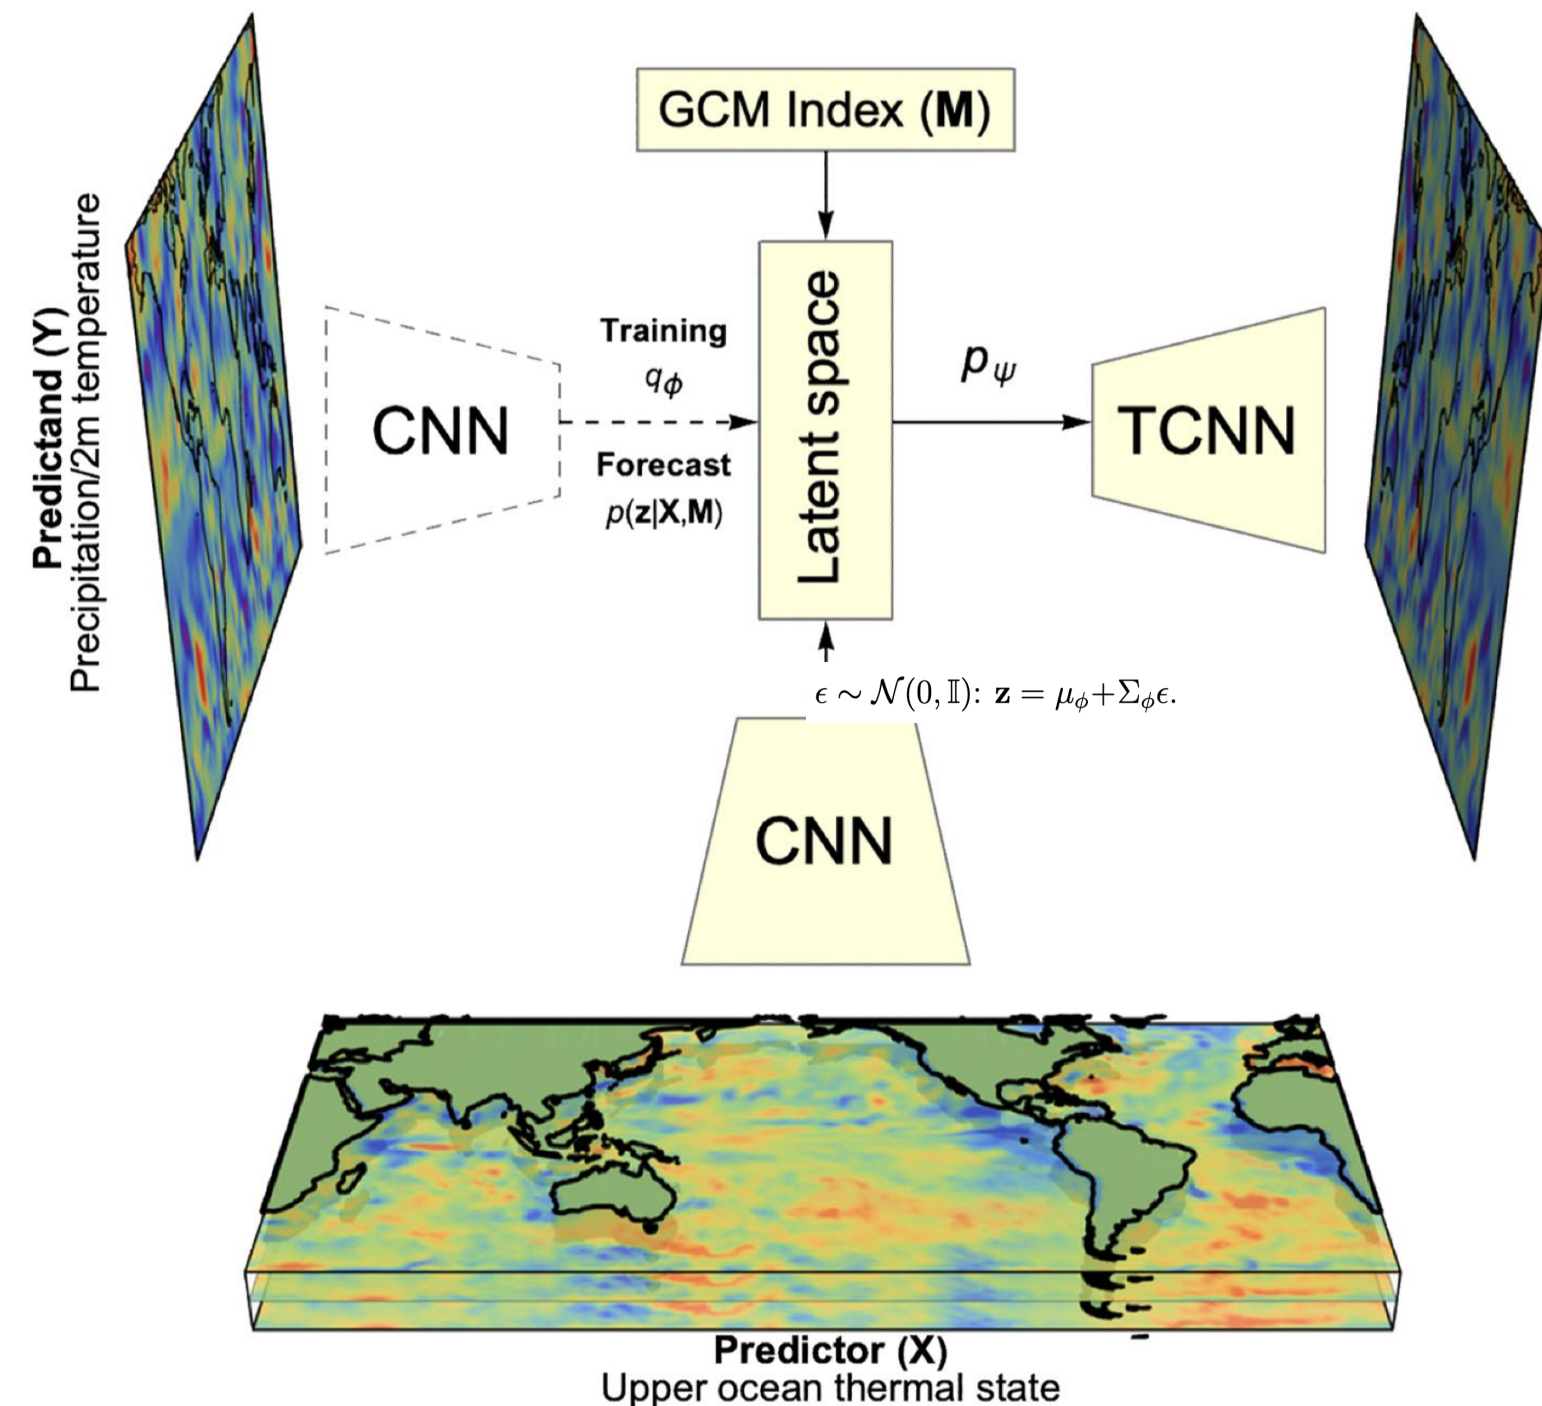 GCM Index (M)
Predictand (Y)
Precipitation/2m temperature
CNN
Training
qϕ
Forecast
p(z|X,M)
Latent space
pψ
TCNN
ϵ ∼ 𝒩(0, 𝕀): z = μϕ+Σϕϵ.
CNN
Predictor (X)
Upper ocean thermal state